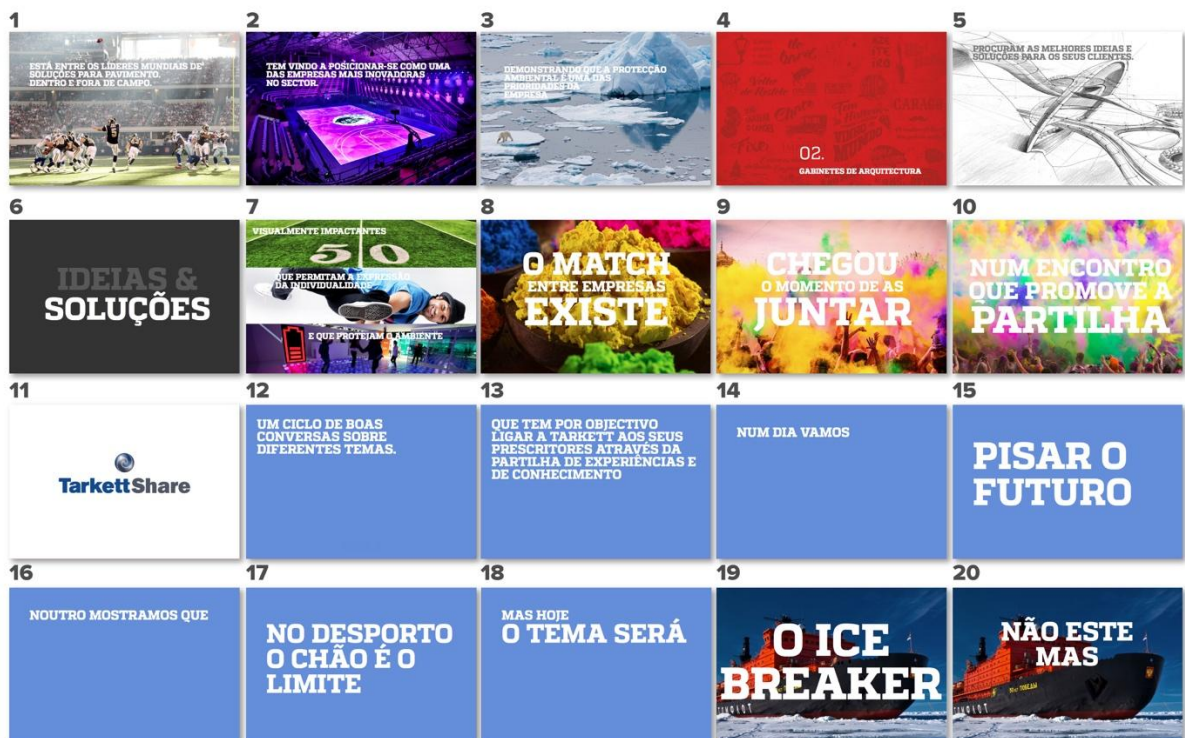 1
2
3
4
5
ESTÁ ENTRE OS LÍDERES MUNDIAIS DE
SOLUÇÕES PARA PAVIMENTO.
DENTRO E FORA DE CAMPO.
TEM VINDO A POSICIONAR-SE COMO UMA
DAS EMPRESAS MAIS INOVADORAS
NO SECTOR.
DEMONSTRANDO QUE A PROTECÇÃO
AMBIENTAL É UMA DAS
PRIORIDADES DA
EMPRESA
02.
GABINETES DE ARQUITECTURA
PROCURAM AS MELHORES IDEIAS E
SOLUÇÕES PARA OS SEUS CLIENTES.
6
7
8
9
10
IDEIAS &
SOLUÇÕES
VISUALMENTE IMPACTANTES
50
QUE PERMITAM A EXPRESSÃO
DA INDIVIDUALIDADE
E QUE PROTEJAM O AMBIENTE
O MATCH
ENTRE EMPRESAS
EXISTE
CHEGOU
O MOMENTO DE AS
JUNTAR
NUM ENCONTRO
QUE PROMOVE A
PARTILHA
11
12
13
14
15
TarkettShare
UM CICLO DE BOAS
CONVERSAS SOBRE
DIFERENTES TEMAS.
QUE TEM POR OBJECTIVO
LIGAR A TARKETT AOS SEUS
PRESCRITORES ATRAVÉS DA
PARTILHA DE EXPERIÊNCIAS E
DE CONHECIMENTO
NUM DIA VAMOS
PISAR O
FUTURO
16
17
18
19
20
NOUTRO MOSTRAMOS QUE
NO DESPORTO
O CHÃO É O
LIMITE
MAS HOJE
O TEMA SERÁ
O ICE
BREAKER
NÃO ESTE
MAS